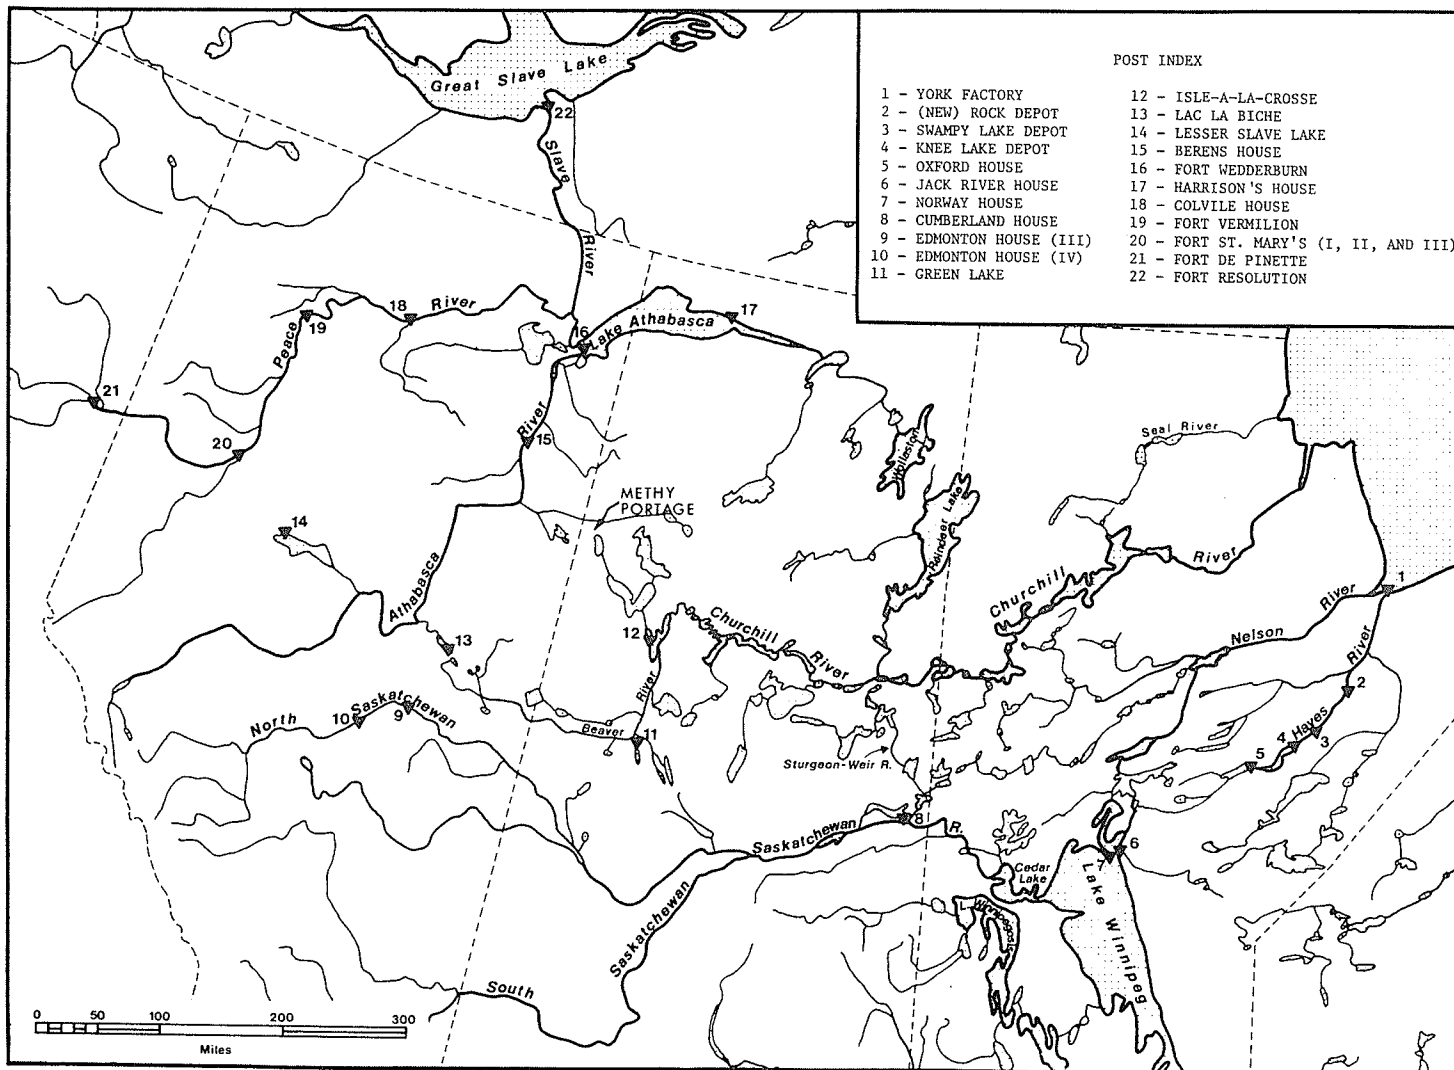 POST INDEX
1 - YORK FACTORY
2 - (NEW) ROCK DEPOT
3 - SWAMPY LAKE DEPOT
4 - KNEE LAKE DEPOT
5 - OXFORD HOUSE
6 - JACK RIVER HOUSE
7 - NORWAY HOUSE
8 - CUMBERLAND HOUSE
9 - EDMONTON HOUSE (III)
10 - EDMONTON HOUSE (IV)
11 - GREEN LAKE
12 - ISLE-A-LA-CROSSE
13 - LAC LA BICHE
14 - LESSER SLAVE LAKE
15 - BERENS HOUSE
16 - FORT WEDDERBURN
17 - HARRISON'S HOUSE
18 - COLVILE HOUSE
19 - FORT VERMILION
20 - FORT ST. MARY'S (I, II, AND III)
21 - FORT DE PINETTE
22 - FORT RESOLUTION
Great Slave Lake
22
Slave
River
18
River
17
19
16
Lake Athabasca
Peace
21
River
15
20
Seal River
Wollaston
METHY
PORTAGE
Reindeer Lake
14
River
Athabasca
Churchill
1
River
12
Churchill
River
Nelson
River
13
River
2
North
Saskatchewan
10
9
Beaver
11
Hayes
4
3
5
Sturgeon-Weir R.
8
Saskatchewan
R.
6
7
Cedar
Lake
Lake Winnipeg
L. Winnipegosis
Saskatchewan
South
0 50 100 200 300
Miles